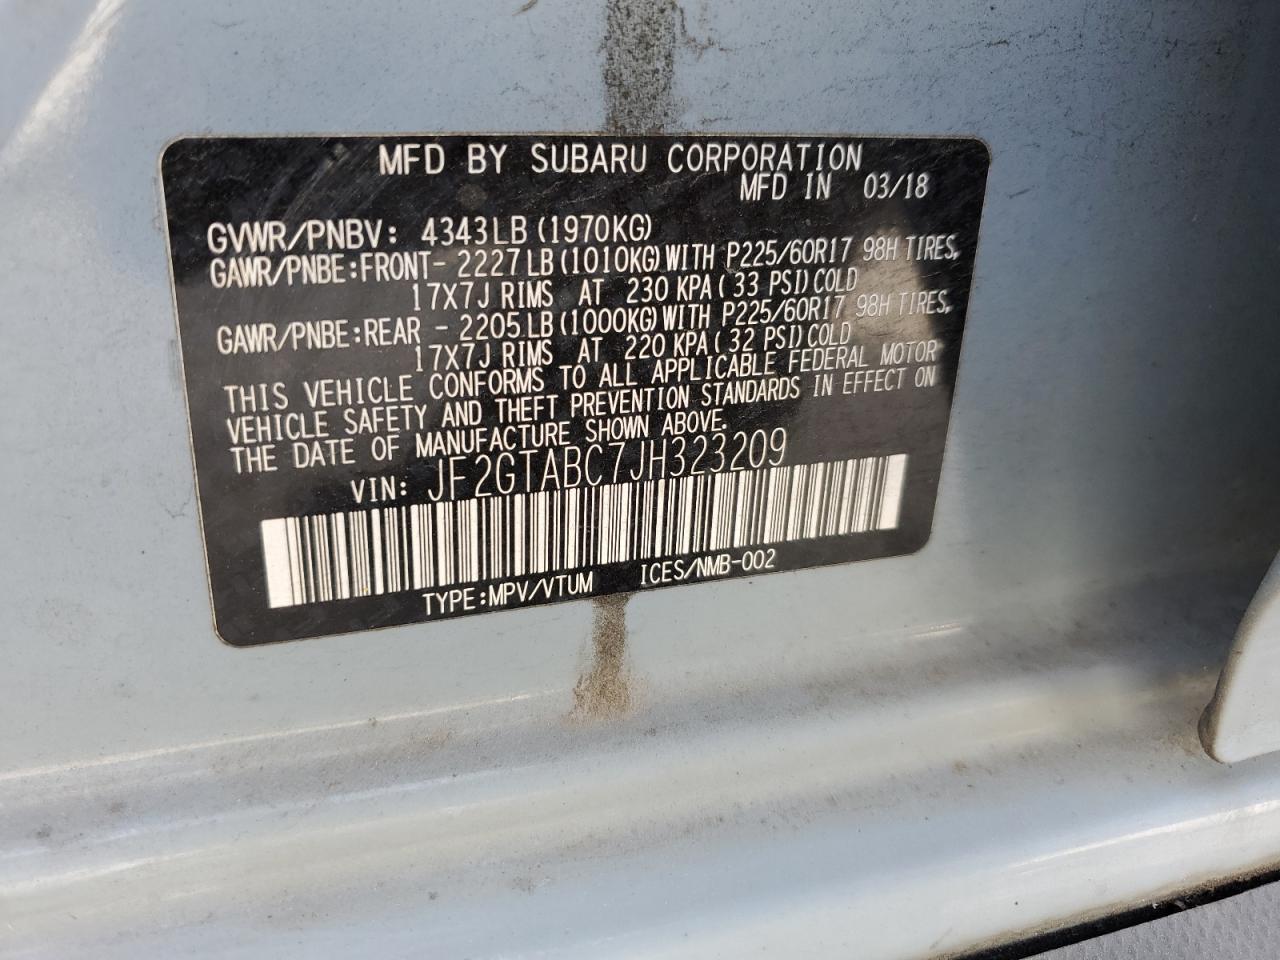 MFD BY SUBARU CORPORATION
MFD IN 03/18
GVWR/PNBV: 4343LB (1970KG)
GAWR/PNBE:FRONT- 2227LB(1010KG)WITH P225/60R17 98H TIRES,
17X7J RIMS AT 230 KPA( 33 PSI)COLD
GAWR/PNBE:REAR - 2205LB(1000KG)WITH P225/60R17 98H TIRES,
17X7J RIMS AT 220 KPA( 32 PSI)COLD
THIS VEHICLE CONFORMS TO ALL APPLICABLE FEDERAL MOTOR
VEHICLE SAFETY AND THEFT PREVENTION STANDARDS IN EFFECT ON
THE DATE OF MANUFACTURE SHOWN ABOVE.
VIN: JF2GTABC7JH323209
TYPE:MPV/VTUM ICES/NMB-002